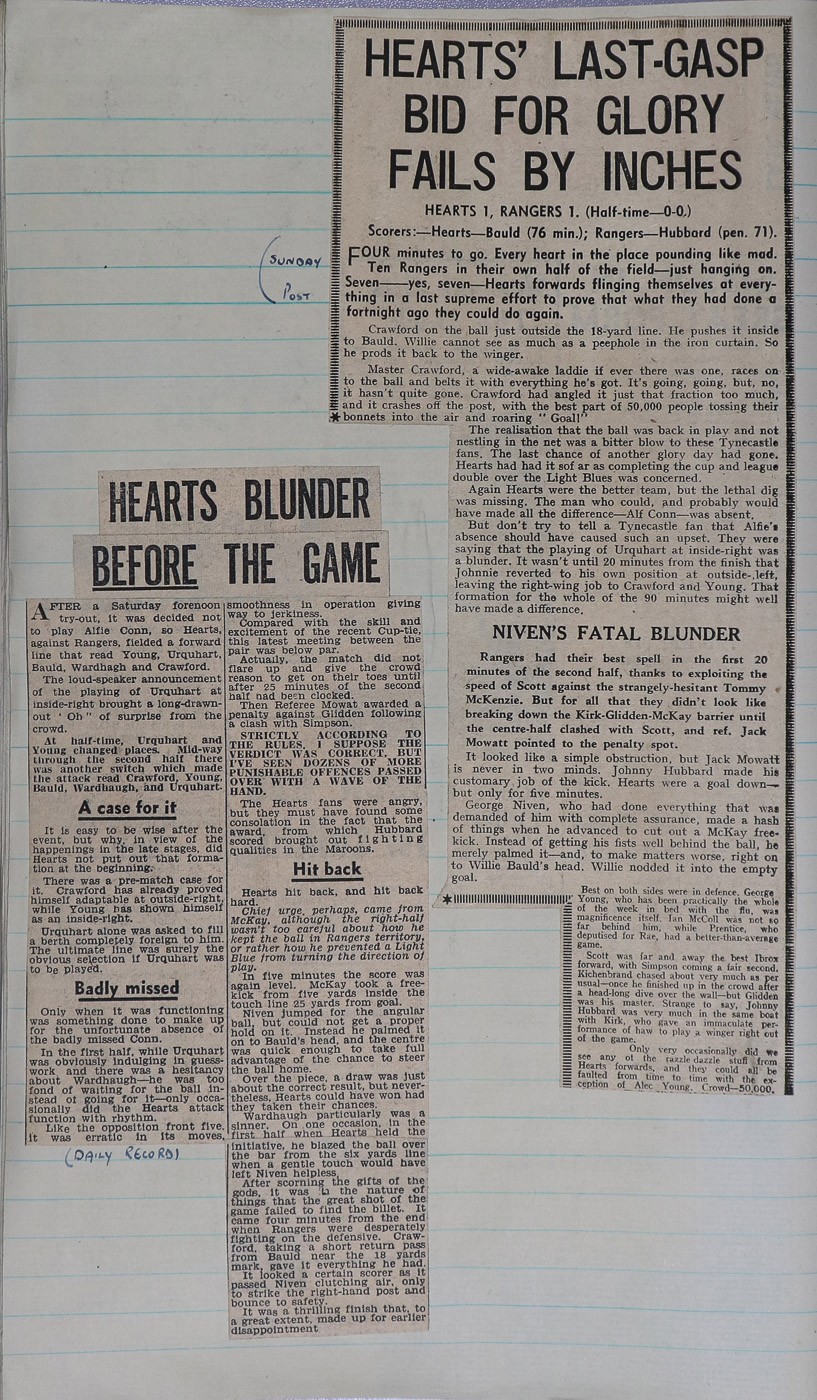 HEARTS' LAST-GASP
BID FOR GLORY
FAILS BY INCHES
HEARTS 1, RANGERS 1. (Half-time—0-0.)
Scorers:—Hearts—Bauld (76 min.); Rangers—Hubbard (pen. 71).
FOUR minutes to go. Every heart in the place pounding like mad.
Ten Rangers in their own half of the field—just hanging on.
Seven——yes, seven—Hearts forwards flinging themselves at every-
thing in a last supreme effort to prove that what they had done a
fortnight ago they could do again.
Crawford on the ball just outside the 18-yard line. He pushes it inside
to Bauld. Willie cannot see as much as a peephole in the iron curtain. So
he prods it back to the winger.
Master Crawford, a wide-awake laddie if ever there was one, races on
to the ball and belts it with everything he's got. It's going, going, but, no,
it hasn't quite gone. Crawford had angled it just that fraction too much,
and it crashes off the post, with the best part of 50,000 people tossing their
bonnets into the air and roaring " Goal!"
The realisation that the ball was back in play and not
nestling in the net was a bitter blow to these Tynecastle
fans. The last chance of another glory day had gone.
Hearts had had it sof ar as completing the cup and league
double over the Light Blues was concerned.
Again Hearts were the better team, but the lethal dig
was missing. The man who could, and probably would
have made all the difference—Alf Conn—was absent.
But don't try to tell a Tynecastle fan that Alfie's
absence should have caused such an upset. They were
saying that the playing of Urquhart at inside-right was
a blunder. It wasn't until 20 minutes from the finish that
Johnnie reverted to his own position at outside-,left,
leaving the right-wing job to Crawford and Young. That
formation for the whole of the 90 minutes might well
have made a difference.
NIVEN'S FATAL BLUNDER
Rangers had their best spell in the first 20
minutes of the second half, thanks to exploiting the
speed of Scott against the strangely-hesitant Tommy
McKenzie. But for all that they didn't look like
breaking down the Kirk-Glidden-McKay barrier until
the centre-half clashed with Scott, and ref. Jack
Mowatt pointed to the penalty spot.
It looked like a simple obstruction, but Jack Mowatt
is never in two minds. Johnny Hubbard made his
customary job of the kick. Hearts were a goal down—
but only for five minutes.
George Niven, who had done everything that was
demanded of him with complete assurance, made a hash
of things when he advanced to cut out a McKay free-
kick. Instead of getting his fists well behind the ball, he
merely palmed it—and, to make matters worse, right on
to Willie Bauld's head. Willie nodded it into the empty
goal.
Best on both sides were in defence. George
Young, who has been practically the whole
of the week in bed with the flu, was
magnificence itself. Ian McColl was not so
far behind him, while Prentice, who
deputised for Rae, had a better-than-average
game.
Scott was far and away the best Ibrox
forward, with Simpson coming a fair second.
Kichenbrand chased about very much as per
usual—once he finished up in the crowd after
a head-long dive over the wall—but Glidden
was his master. Strange to say, Johnny
Hubbard was very much in the same boat
with Kirk, who gave an immaculate per-
formance of haw to play a winger right out
of the game.
Only very occasionally did we
see any of the razzle-dazzle stuff from
Hearts forwards, and they could all be
faulted from time to time with the ex-
ception of Alec Young. Crowd—50,000.
(SUNDAY
POST
HEARTS BLUNDER
BEFORE THE GAME
AFTER a Saturday forenoon
try-out, it was decided not
to play Alfie Conn, so Hearts,
against Rangers, fielded a forward
line that read Young, Urquhart,
Bauld, Wardhagh and Crawford.
The loud-speaker announcement
of the playing of Urquhart at
inside-right brought a long-drawn-
out ' Oh " of surprise from the
crowd.
At half-time, Urquhart and
Young changed places. Mid-way
through the second half there
was another switch which made
the attack read Crawford, Young,
Bauld, Wardhaugh, and Urquhart.
A case for it
It is easy to be wise after the
event, but why, in view of the
happenings in the late stages, did
Hearts not put out that forma-
tion at the beginning.
There was a pre-match case for
it. Crawford has already proved
himself adaptable at outside-right,
while Young has shown himself
as an inside-right.
Urquhart alone was asked to fill
a berth completely foreign to him.
The ultimate line was surely the
obvious selection if Urquhart was
to be played.
Badly missed
Only when it was functioning
was something done to make up
for the unfortunate absence of
the badly missed Conn.
In the first half, while Urquhart
was obviously indulging in guess-
work and there was a hesitancy
about Wardhaugh—he was too
fond of waiting for the ball in-
stead of going for it—only occa-
sionally did the Hearts attack
function with rhythm.
Like the opposition front five,
it was erratic in its moves,
(DAILY RECORD)
smoothness in operation giving
way to jerkiness.
Compared with the skill and
excitement of the recent Cup-tie,
this latest meeting between the
pair was below par.
Actually, the match did not
flare up and give the crowd
reason to get on their toes until
after 25 minutes of the second
half had been clocked.
Then Referee Mowat awarded a
penalty against Glidden following
a clash with Simpson.
STRICTLY ACCORDING TO
THE RULES, I SUPPOSE THE
VERDICT WAS CORRECT, BUT
I'VE SEEN DOZENS OF MORE
PUNISHABLE OFFENCES PASSED
OVER WITH A WAVE OF THE
HAND.
The Hearts fans were angry,
but they must have found some
consolation in the fact that the
award, from which Hubbard
scored brought out fighting
qualities in the Maroons.
Hit back
Hearts hit back, and hit back
hard.
Chief urge, perhaps, came from
McKay, although the right-half
wasn't too careful about how he
kept the ball in Rangers territory,
or rather how he prevented a Light
Blue from turning the direction of
play.
In five minutes the score was
again level. McKay took a free-
kick from five yards inside the
touch line 25 yards from goal.
Niven jumped for the angular
ball, but could not get a proper
hold on it. Instead he palmed it
on to Bauld's head, and the centre
was quick enough to take full
advantage of the chance to steer
the ball home.
Over the piece, a draw was just
about the correct result, but never-
theless, Hearts could have won had
they taken their chances.
Wardhaugh particularly was a
sinner. On one occasion, in the
first half when Hearts held the
initiative, he blazed the ball over
the bar from the six yards line
when a gentle touch would have
left Niven helpless.
After scorning the gifts of the
gods, it was in the nature of
things that the great shot of the
game failed to find the billet. It
came four minutes from the end
when Rangers were desperately
fighting on the defensive. Craw-
ford, taking a short return pass
from Bauld near the 18 yards
mark, gave it everything he had.
It looked a certain scorer as it
passed Niven clutching air, only
to strike the right-hand post and
bounce to safety.
It was a thrilling finish that, to
a great extent, made up for earlier
disappointment